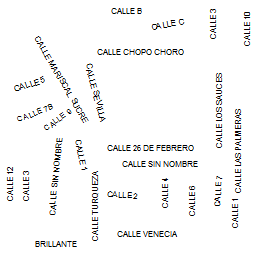 CALLE B
CALLE C
CALLE 3
CALLE 10
CALLE MARISCAL SUCRE
CALLE CHOPO CHORO
CALLE SEVILLA
CALLE 5
CALLE 7B
CALLE 9
CALLE LOS SAUCES
CALLE LAS PALMERAS
CALLE 26 DE FEBRERO
CALLE SIN NOMBRE
CALLE 1
CALLE SIN NOMBRE
CALLE 12
CALLE 3
CALLE TURQUEZA
CALLE 2
CALLE 4
CALLE 6
CALLE 7
CALLE 1
CALLE VENECIA
BRILLANTE